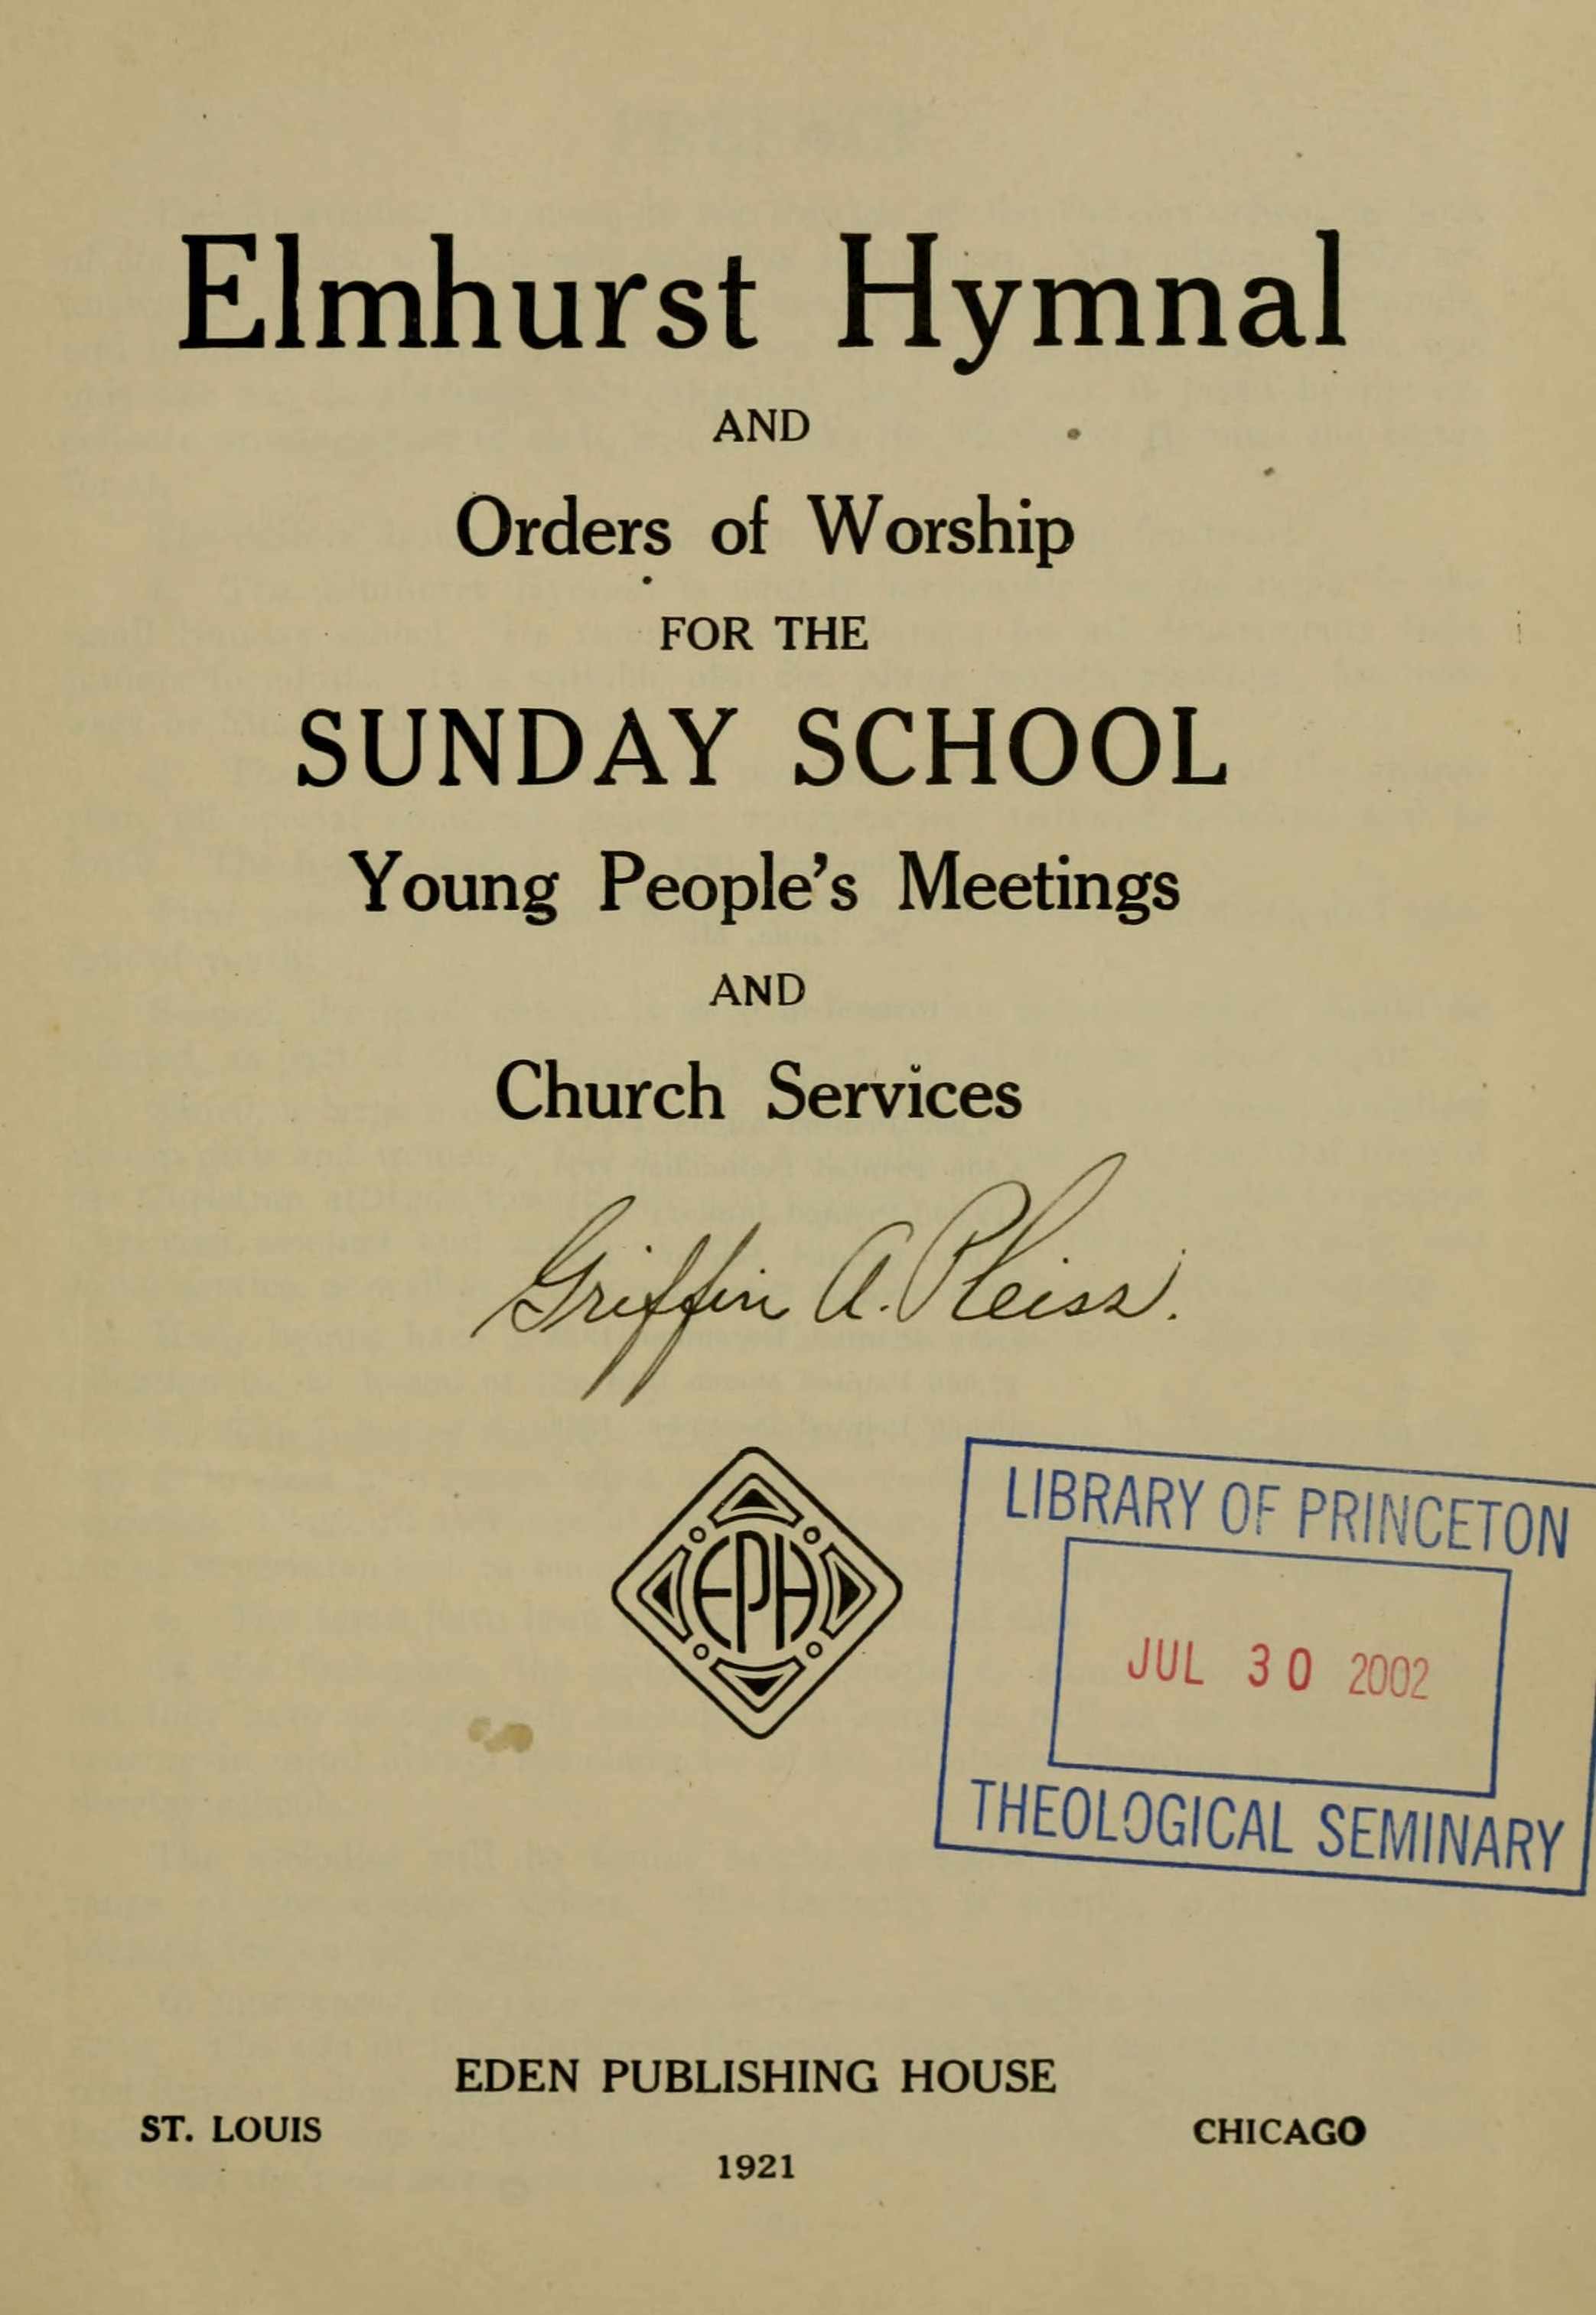 Elmhurst Hymnal
AND
Orders of Worship
FOR THE
SUNDAY SCHOOL
Young People's Meetings
AND
Church Services
Griffin A. Pleiss.
EPH
LIBRARY OF PRINCETON
JUL 30 2002
THEOLOGICAL SEMINARY
EDEN PUBLISHING HOUSE
ST. LOUIS CHICAGO
1921